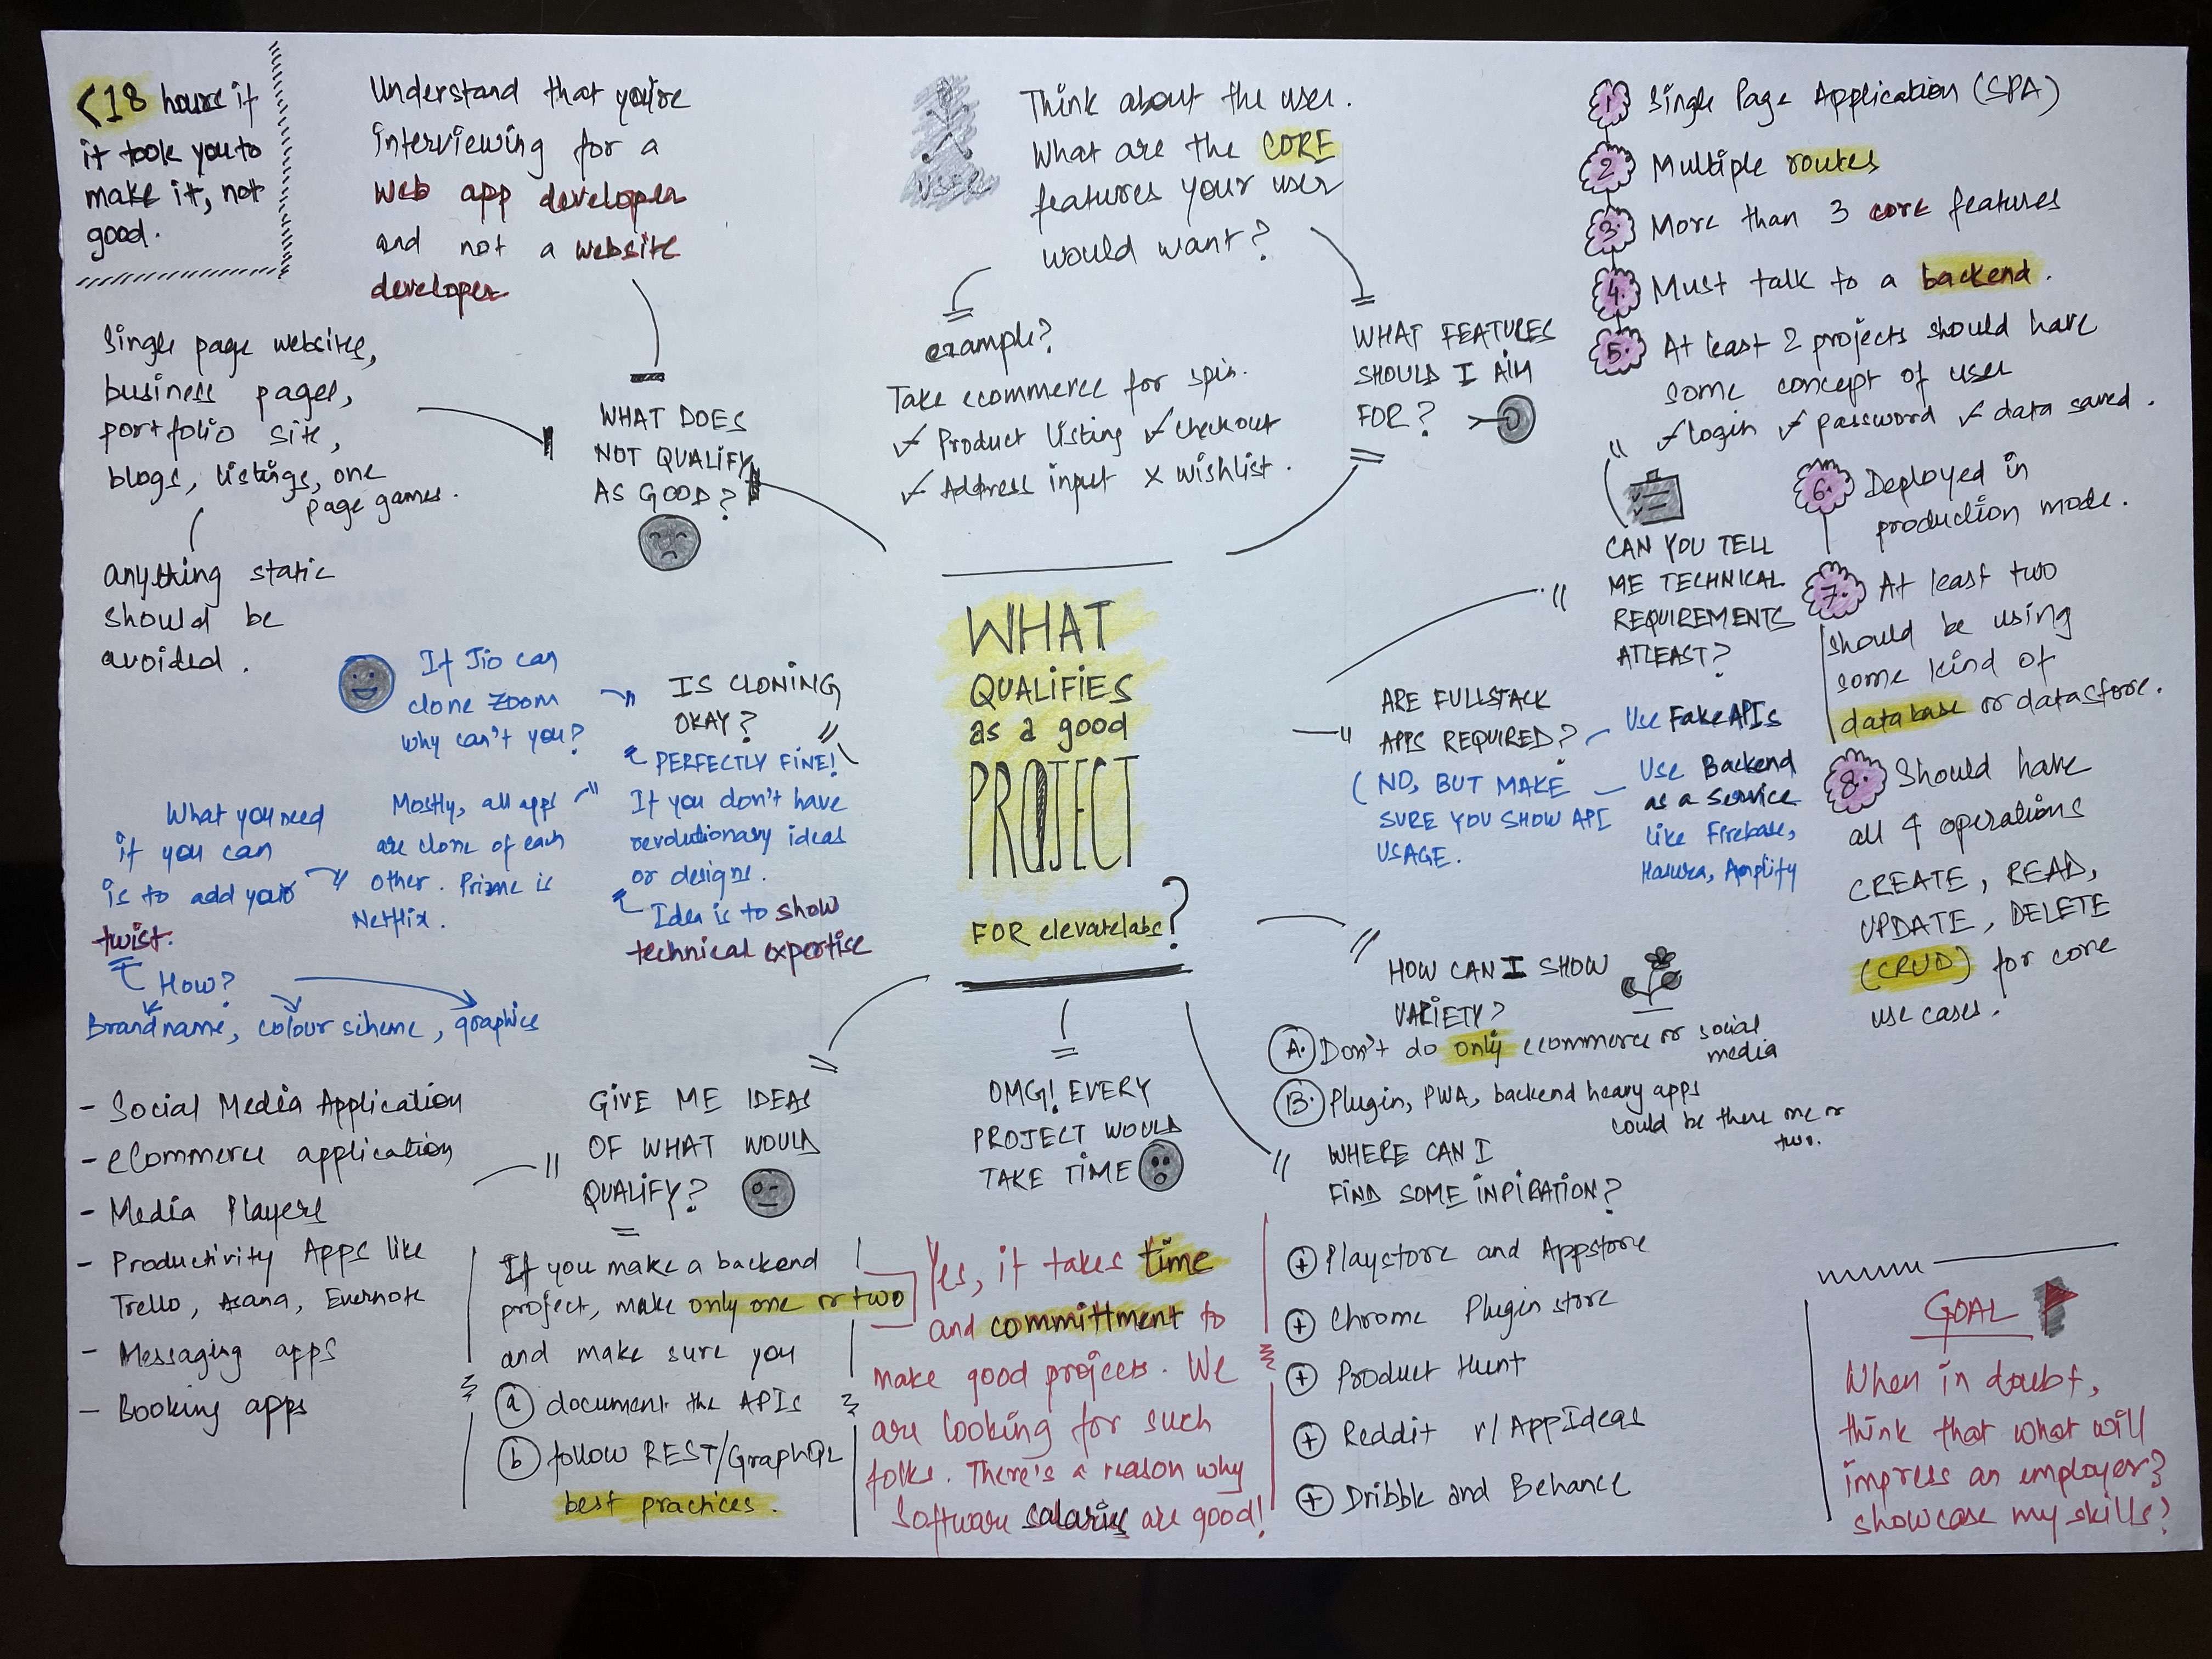 <18 hours if
it took you to
make it, not
good.
Understand that you're
interviewing for a
web app developer
and not a website
developer
user
Think about the user.
What are the CORE
features your user
would want?
example?
Take ecommerce for spin.
✓ Product listing ✓ checkout
✓ Address input x wishlist.
WHAT FEATURES
SHOULD I AIM
FOR?
1. Single Page Application (SPA)
2. Multiple routes
3. More than 3 core features
4. Must talk to a backend.
5. At least 2 projects should have
some concept of user
✓ login ✓ password ✓ data saved.
6. Deployed in
production mode.
7. At least two
should be using
some kind of
database or datastore.
8. Should have
all 4 operations
CREATE, READ,
UPDATE, DELETE
(CRUD) for core
use cases.
CAN YOU TELL
ME TECHNICAL
REQUIREMENTS
ATLEAST?
Single page websites,
business pages,
portfolio site,
blogs, listings, one
page games.
anything static
should be
avoided.
WHAT DOES
NOT QUALIFY
AS GOOD?
WHAT
QUALIFIES
as a good
PROJECT
FOR elevatelabs?
IS CLONING
OKAY?
PERFECTLY FINE!
If you don't have
revolutionary ideas
or designs.
Idea is to show
technical expertise
If Jio can
clone Zoom
why can't you?
Mostly, all apps
are clone of each
other. Prime is
Netflix.
What you need
if you can
is to add your
twist.
How?
Brandname, colour scheme, graphics
ARE FULLSTACK
APPS REQUIRED?
(NO, BUT MAKE
SURE YOU SHOW API
USAGE.
Use Fake APIs
Use Backend
as a Service
like Firebase,
Hasura, Amplify
HOW CAN I SHOW
VARIETY?
A. Don't do only ecommerce or social
media
B. Plugin, PWA, backend heavy apps
could be there one or
two.
GIVE ME IDEAS
OF WHAT WOULD
QUALIFY?
- Social Media Application
- eCommerce application
- Media Players
- Productivity Apps like
Trello, Asana, Evernote
- Messaging apps
- Booking apps
If you make a backend
project, make only one or two
and make sure you
a document the APIs
b follow REST/GraphQL
best practices.
OMG! EVERY
PROJECT WOULD
TAKE TIME
Yes, it takes time
and committment to
make good projects. We
are looking for such
folks. There's a reason why
Software salaries are good!
WHERE CAN I
FIND SOME INPIRATION?
+ Playstore and Appstore
+ Chrome Plugin store
+ Product Hunt
+ Reddit r/AppIdeas
+ Dribble and Behance
GOAL
When in doubt,
think that what will
impress an employer?
showcase my skills?